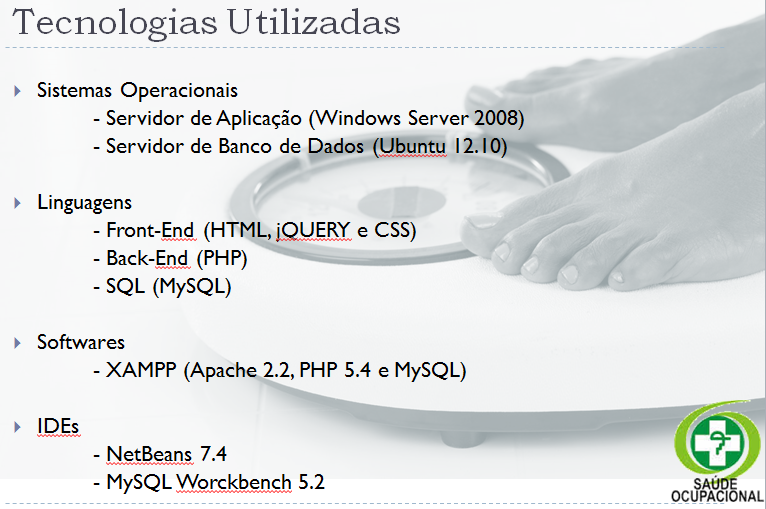 Tecnologias Utilizadas
Sistemas Operacionais
- Servidor de Aplicação (Windows Server 2008)
- Servidor de Banco de Dados (Ubuntu 12.10)
Linguagens
- Front-End (HTML, jQUERY e CSS)
- Back-End (PHP)
- SQL (MySQL)
Softwares
- XAMPP (Apache 2.2, PHP 5.4 e MySQL)
IDEs
- NetBeans 7.4
- MySQL Worckbench 5.2
SAÚDE
OCUPACIONAL